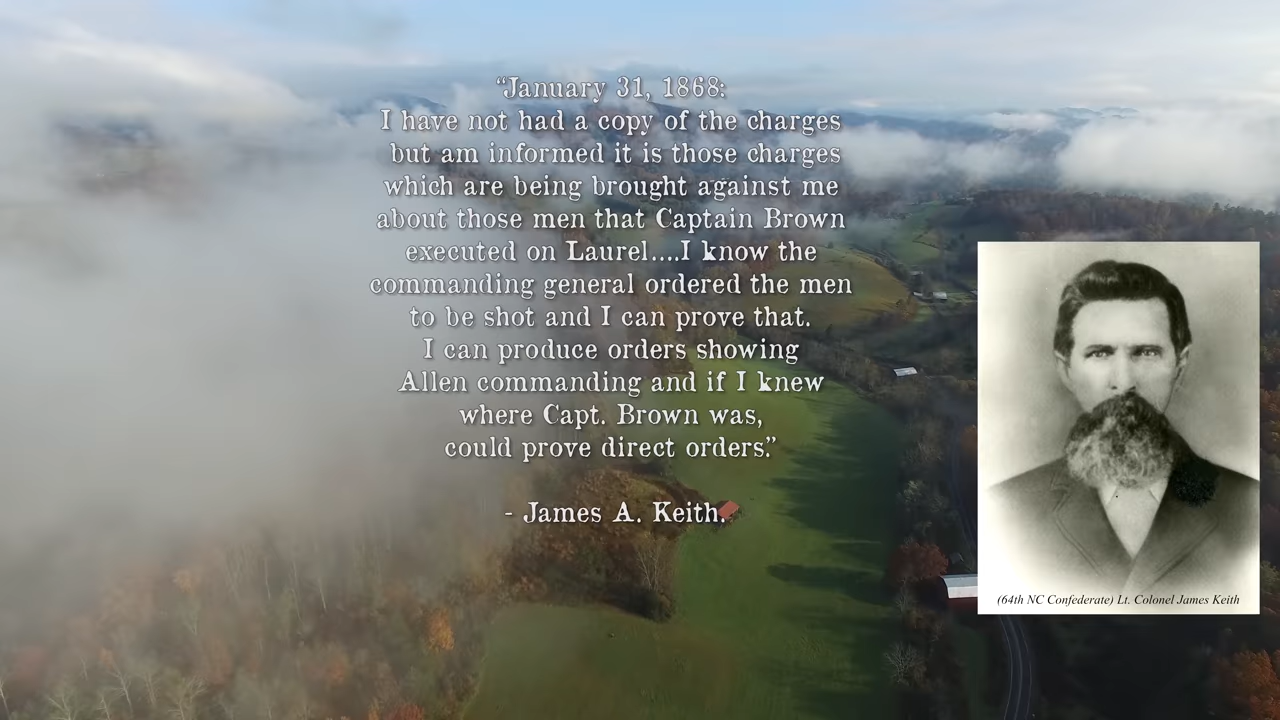 “January 31, 1868:
I have not had a copy of the charges
but am informed it is those charges
which are being brought against me
about those men that Captain Brown
executed on Laurel....I know the
commanding general ordered the men
to be shot and I can prove that.
I can produce orders showing
Allen commanding and if I knew
where Capt. Brown was,
could prove direct orders.”
- James A. Keith.
(64th NC Confederate) Lt. Colonel James Keith